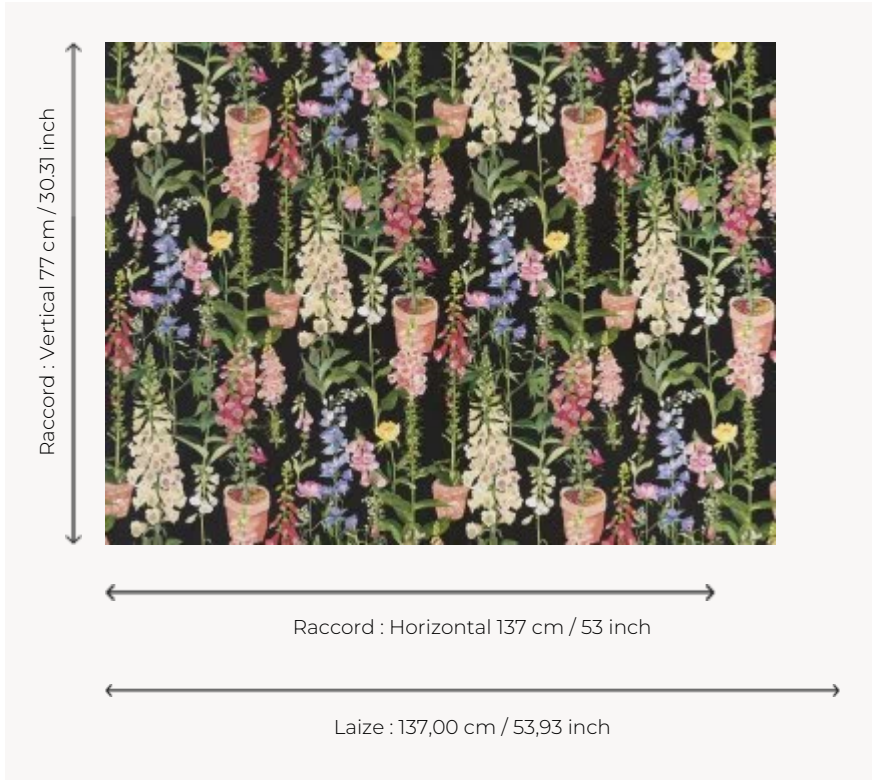 Raccord : Vertical 77 cm / 30.31 inch
Raccord : Horizontal 137 cm / 53 inch
Laize : 137,00 cm / 53,93 inch